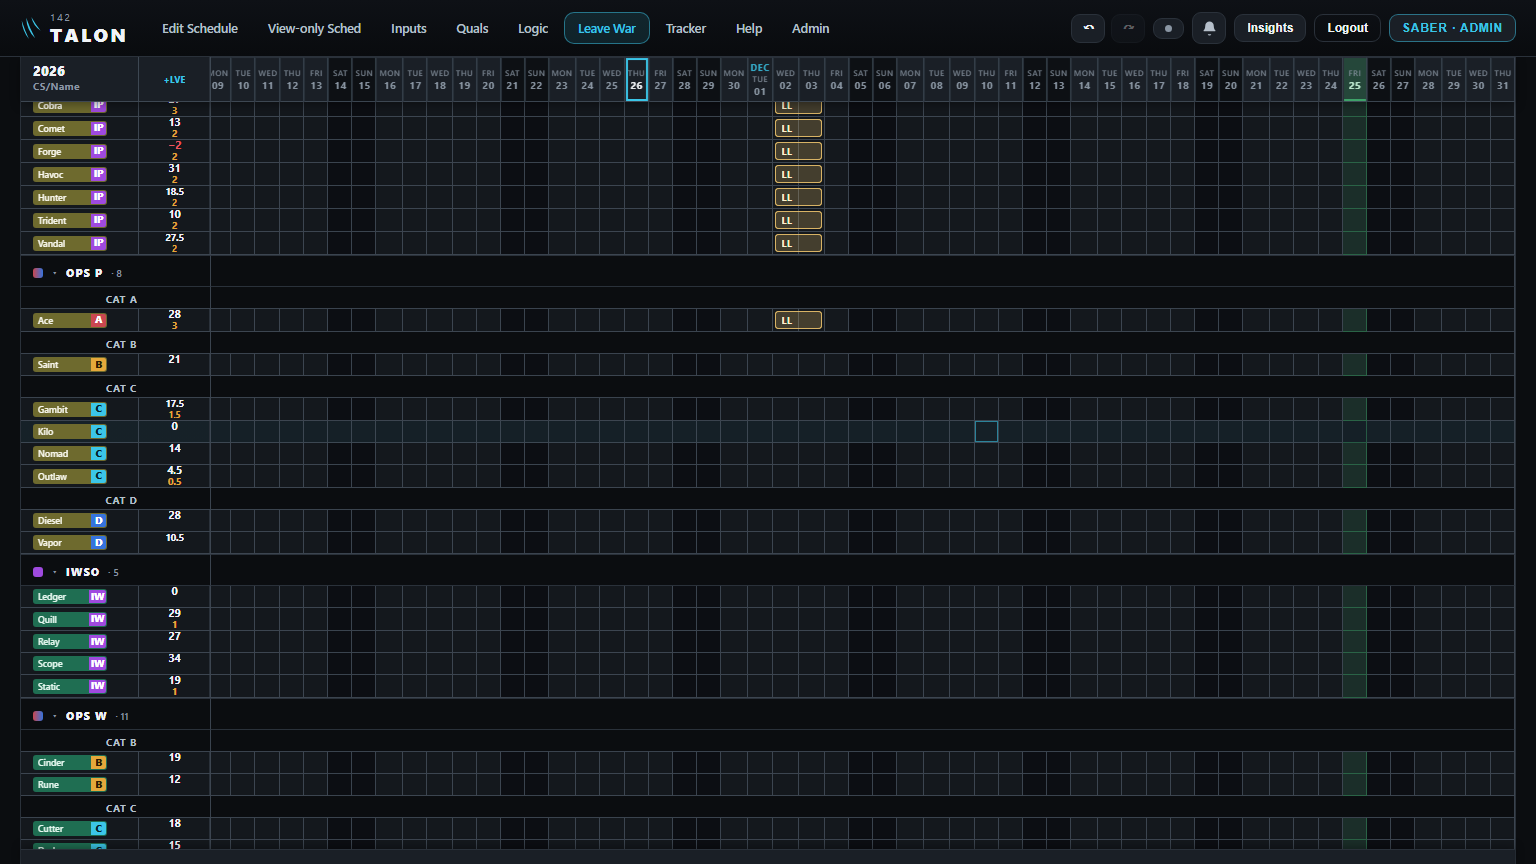 142
TALON
Edit Schedule
View-only Sched
Inputs
Quals
Logic
Leave War
Tracker
Help
Admin
Insights
Logout
SABER · ADMIN
2026
CS/Name
+LVE
MON 09 TUE 10 WED 11 THU 12 FRI 13 SAT 14 SUN 15 MON 16 TUE 17 WED 18 THU 19 FRI 20 SAT 21 SUN 22 MON 23 TUE 24 WED 25 THU 26 FRI 27 SAT 28 SUN 29 MON 30 DEC TUE 01 WED 02 THU 03 FRI 04 SAT 05 SUN 06 MON 07 TUE 08 WED 09 THU 10 FRI 11 SAT 12 SUN 13 MON 14 TUE 15 WED 16 THU 17 FRI 18 SAT 19 SUN 20 MON 21 TUE 22 WED 23 THU 24 FRI 25 SAT 26 SUN 27 MON 28 TUE 29 WED 30 THU 31
Cobra IP 3 LL
Comet IP 13 2 LL
Forge IP −2 2 LL
Havoc IP 31 2 LL
Hunter IP 18.5 2 LL
Trident IP 10 2 LL
Vandal IP 27.5 2 LL
· OPS P · 8
CAT A
Ace A 28 3 LL
CAT B
Saint B 21
CAT C
Gambit C 17.5 1.5
Kilo C 0
Nomad C 14
Outlaw C 4.5 0.5
CAT D
Diesel D 28
Vapor D 10.5
· IWSO · 5
Ledger IW 0
Quill IW 29 1
Relay IW 27
Scope IW 34
Static IW 19 1
· OPS W · 11
CAT B
Cinder B 19
Rune B 12
CAT C
Cutter C 18
15